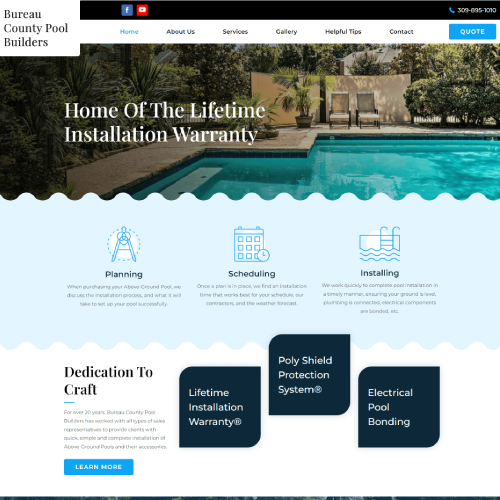 Bureau
County Pool
Builders
309-895-1010
Home
About Us
Services
Gallery
Helpful Tips
Contact
QUOTE
Home Of The Lifetime
Installation Warranty
Planning
When purchasing your Above Ground Pool, we
discuss the installation process, and what it will
take to set up your pool successfully.
Scheduling
Once a plan is in place, we find an installation
time that works best for your schedule, our
contractors, and the weather forecast.
Installing
We work quickly to complete pool installation in
a timely manner, ensuring your ground is level,
plumbing is connected, electrical components
are bonded, etc.
Dedication To
Craft
For over 20 years, Bureau County Pool
Builders has worked with all types of sales
representatives to provide clients with
quick, simple and complete installation of
Above Ground Pools and their accessories.
LEARN MORE
Lifetime
Installation
Warranty®
Poly Shield
Protection
System®
Electrical
Pool
Bonding